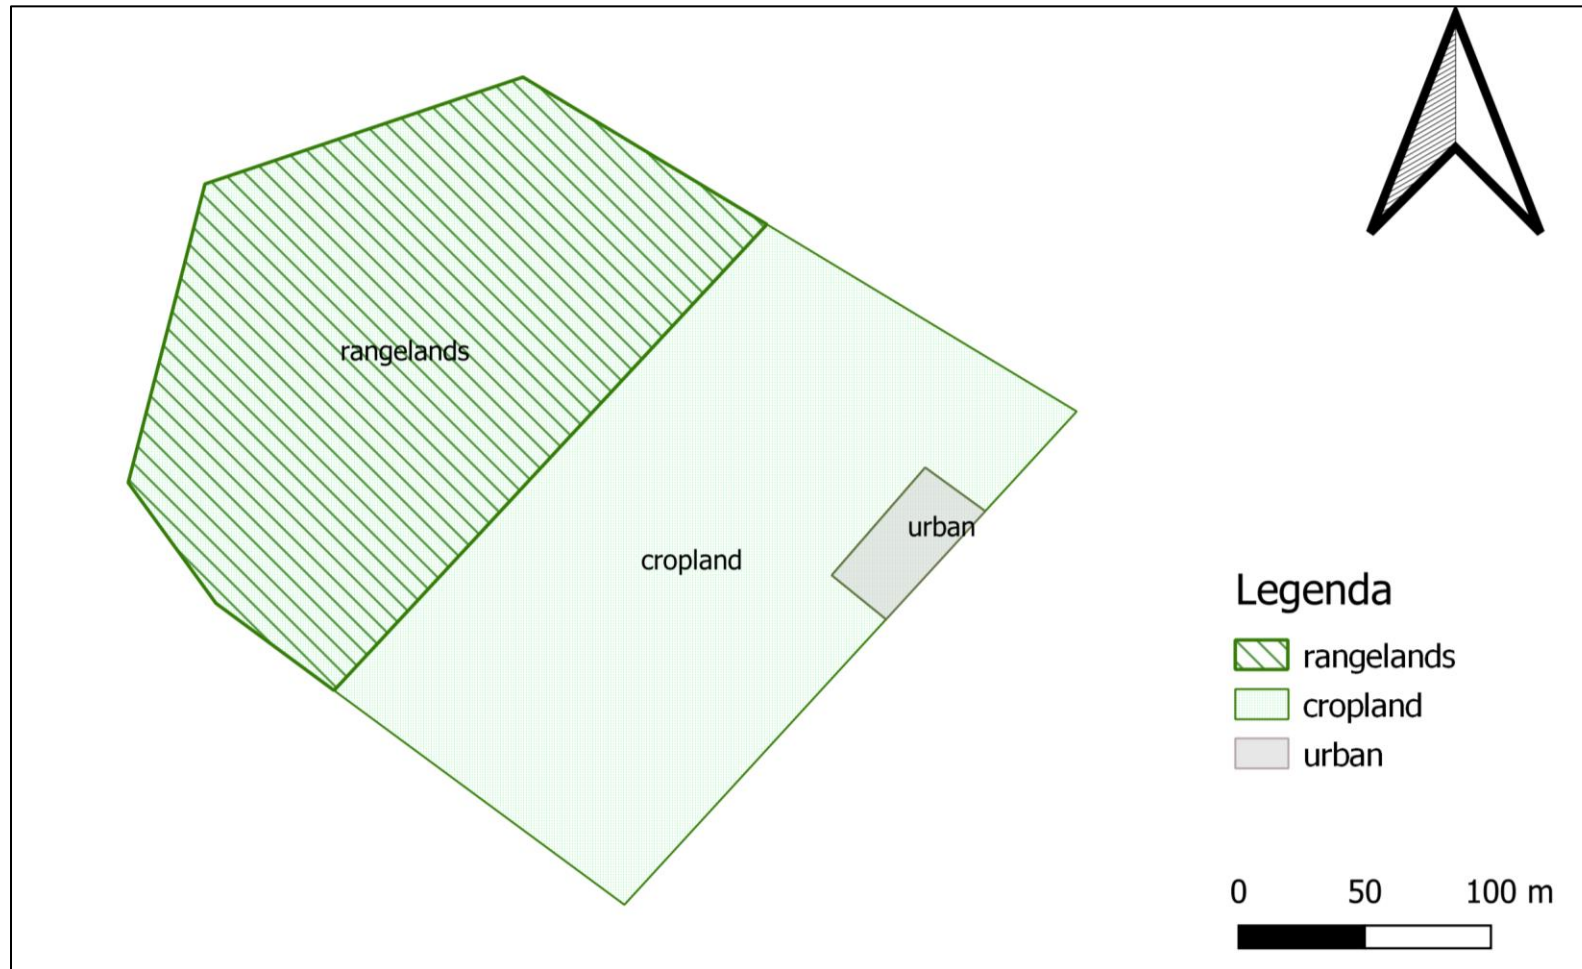 rangelands
urban
cropland
Legenda
rangelands
cropland
urban
0 50 100 m